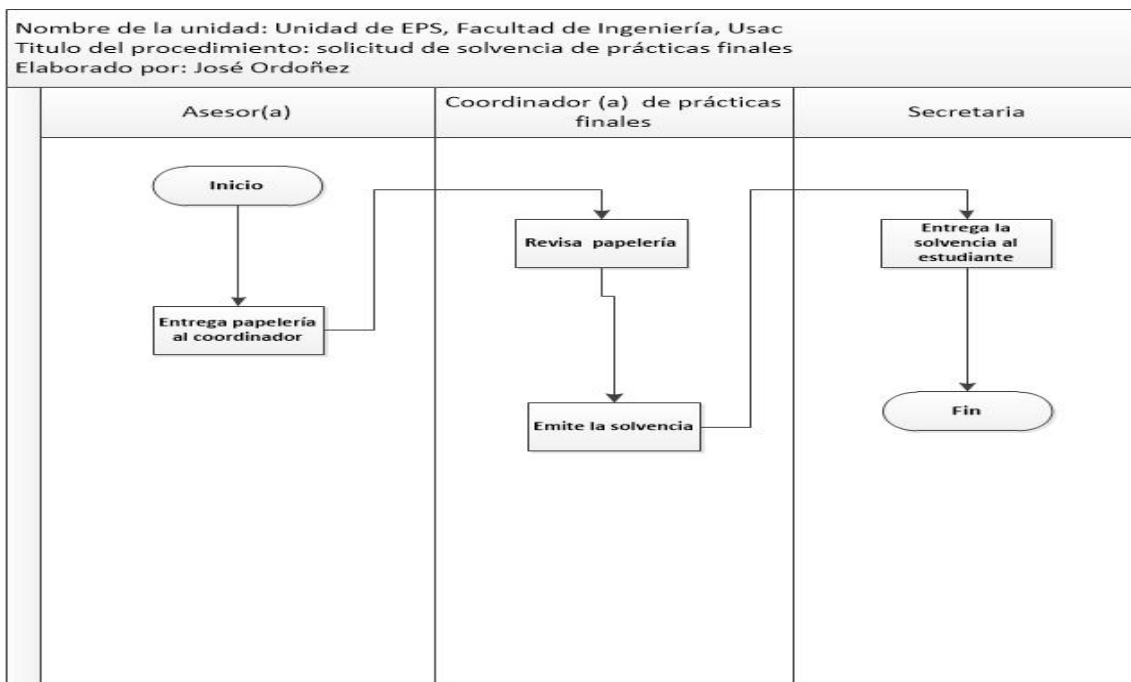 Nombre de la unidad: Unidad de EPS, Facultad de Ingeniería, Usac
Titulo del procedimiento: solicitud de solvencia de prácticas finales
Elaborado por: José Ordoñez
Asesor(a)
Coordinador (a) de prácticas
finales
Secretaria
Inicio
Entrega papelería
al coordinador
Revisa papelería
Emite la solvencia
Entrega la
solvencia al
estudiante
Fin